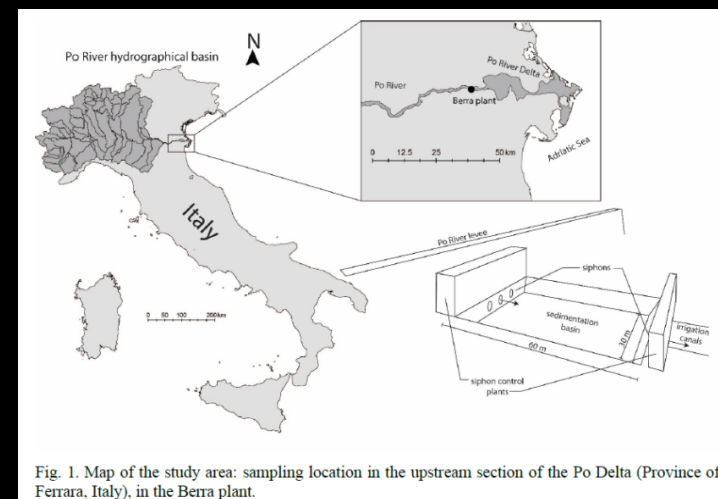 Po River hydrographical basin
N
Italy
0 50 100 200km
Po River
Po River Delta
Berra plant
Adriatic Sea
0 12.5 25 50 km
Po River levee
siphons
sedimentation
basin
60 m
30 m
irrigation
canals
siphon control
plants
Fig. 1. Map of the study area: sampling location in the upstream section of the Po Delta (Province of
Ferrara, Italy), in the Berra plant.